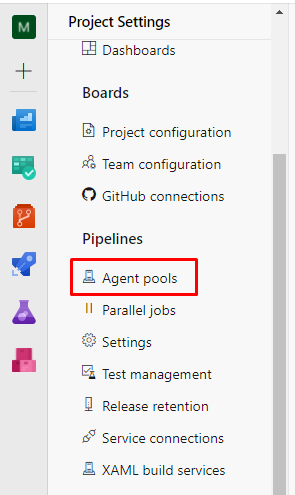 M
Project Settings
Dashboards
Boards
Project configuration
Team configuration
GitHub connections
Pipelines
Agent pools
Parallel jobs
Settings
Test management
Release retention
Service connections
XAML build services